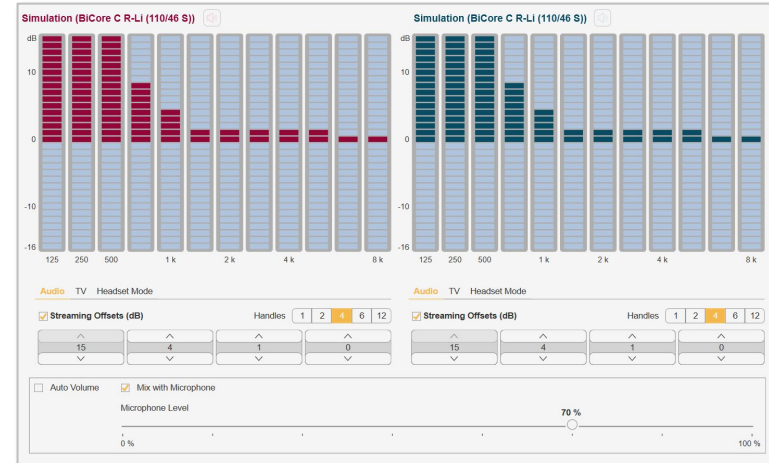 Simulation (BiCore C R-Li (110/46 S)) Simulation (BiCore C R-Li (110/46 S))
dB dB
10 10
0 0
-10 -10
-16 -16
125 250 500 1 k 2 k 4 k 8 k 125 250 500 1 k 2 k 4 k 8 k
Audio TV Headset Mode Audio TV Headset Mode
Streaming Offsets (dB) Handles 1 2 4 6 12 Streaming Offsets (dB) Handles 1 2 4 6 12
15 4 1 0 15 4 1 0
Auto Volume Mix with Microphone
Microphone Level
70 %
0 % 100 %